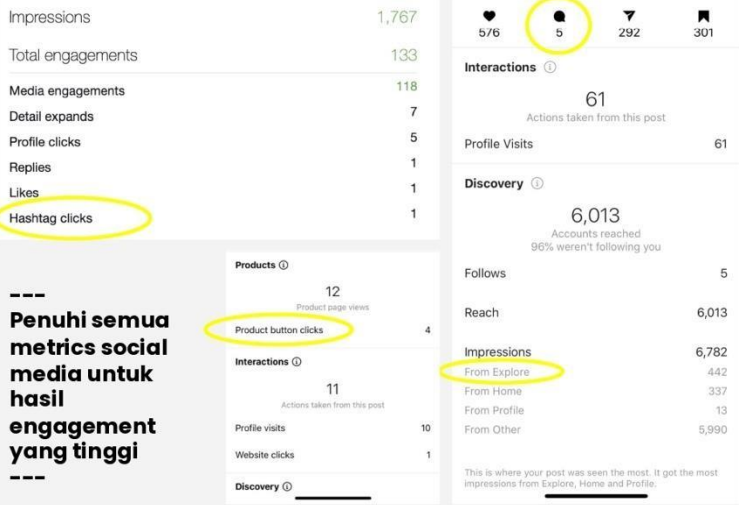 Impressions 1,767
Total engagements 133
Media engagements 118
Detail expands 7
Profile clicks 5
Replies 1
Likes 1
Hashtag clicks 1
---
Penuhi semua
metrics social
media untuk
hasil
engagement
yang tinggi
---
Products
12
Product page views
Product button clicks 4
Interactions
11
Actions taken from this post
Profile visits 10
Website clicks 1
Discovery
576 5 292 301
Interactions
61
Actions taken from this post
Profile Visits 61
Discovery
6,013
Accounts reached
96% weren't following you
Follows 5
Reach 6,013
Impressions 6,782
From Explore 442
From Home 337
From Profile 13
From Other 5,990
This is where your post was seen the most. It got the most
impressions from Explore, Home and Profile.